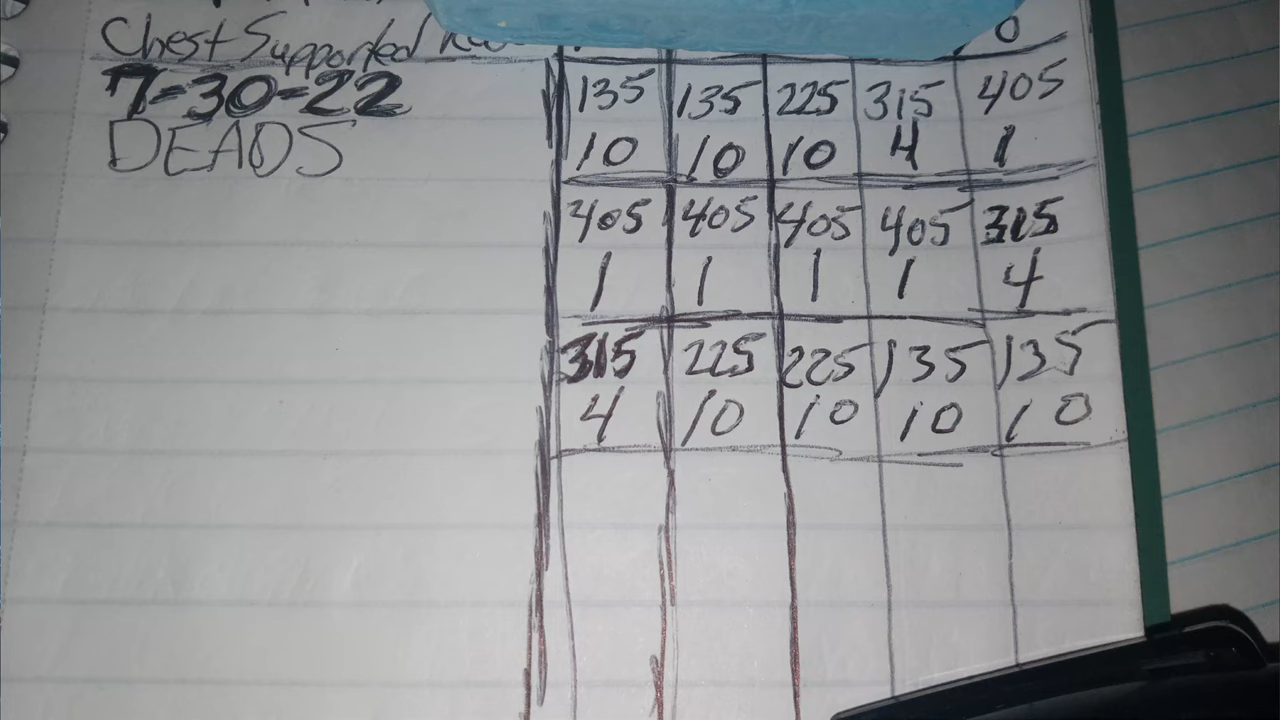 Chest Supported
0
7-30-22
135 135 225 315 405
DEADS
10 10 10 4 1
405 405 405 405 315
1 1 1 1 4
315 225 225 135 135
4 10 10 10 10